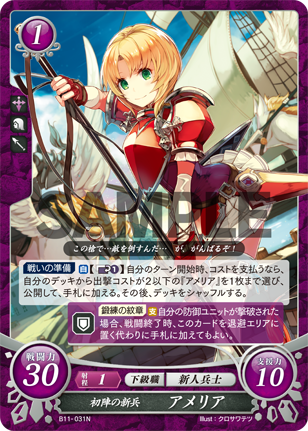 1
SAMPLE
この槍で…敵を倒すんだ… が、がんばるぞ!
戦いの準備 自 【1】自分のターン開始時、コストを支払うなら、
自分のデッキから出撃コストが2以下の『アメリア』を1枚まで選び、
公開して、手札に加える。その後、デッキをシャッフルする。
鍛練の紋章 支 自分の防御ユニットが撃破された
場合、戦闘終了時、このカードを退避エリアに
置く代わりに手札に加えてもよい。
戦闘力
30
射程 1 下級職 新人兵士
支援力
10
初陣の新兵 アメリア
B11-031N
Illust:クロサワテツ